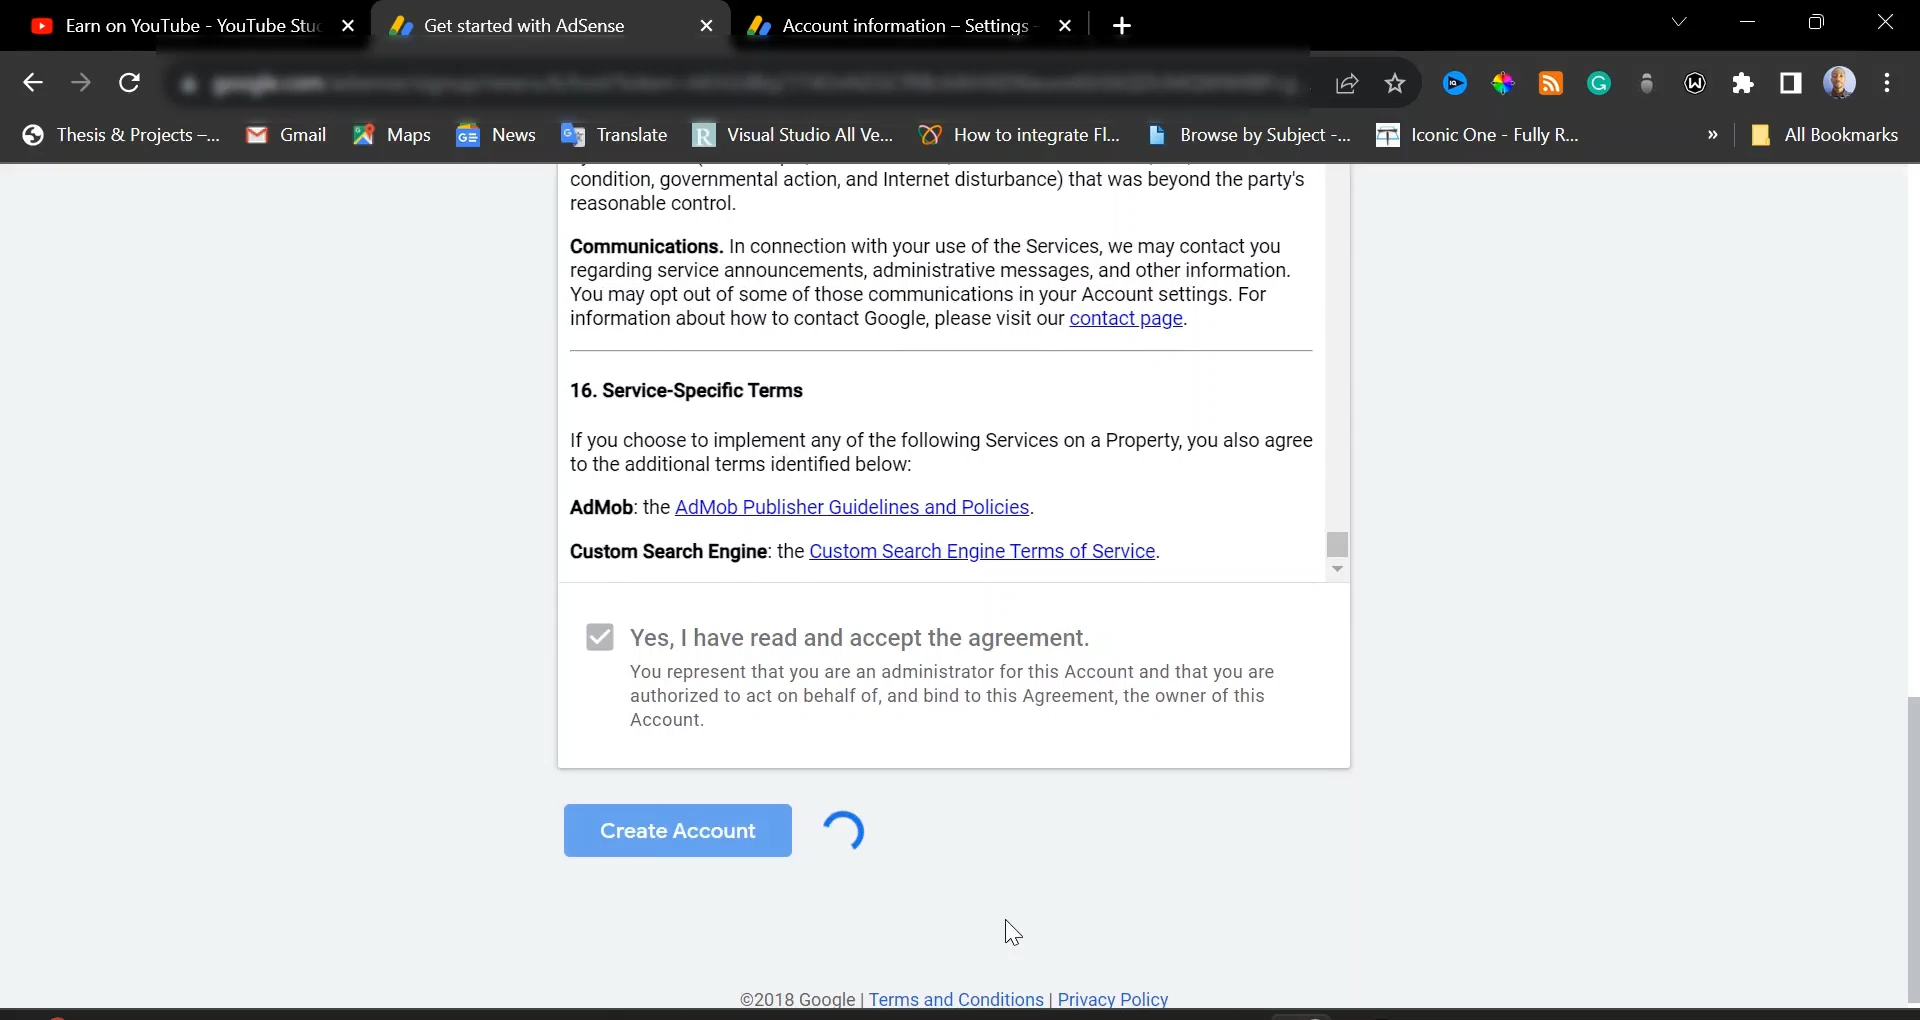 Earn on YouTube - YouTube Stu
Get started with AdSense
Account information – Settings -
Thesis & Projects –...
Gmail
Maps
News
Translate
Visual Studio All Ve...
How to integrate Fl...
Browse by Subject -...
Iconic One - Fully R...
»
All Bookmarks
condition, governmental action, and Internet disturbance) that was beyond the party's
reasonable control.
Communications. In connection with your use of the Services, we may contact you
regarding service announcements, administrative messages, and other information.
You may opt out of some of those communications in your Account settings. For
information about how to contact Google, please visit our contact page.
16. Service-Specific Terms
If you choose to implement any of the following Services on a Property, you also agree
to the additional terms identified below:
AdMob: the AdMob Publisher Guidelines and Policies.
Custom Search Engine: the Custom Search Engine Terms of Service.
Yes, I have read and accept the agreement.
You represent that you are an administrator for this Account and that you are
authorized to act on behalf of, and bind to this Agreement, the owner of this
Account.
Create Account
©2018 Google | Terms and Conditions | Privacy Policy